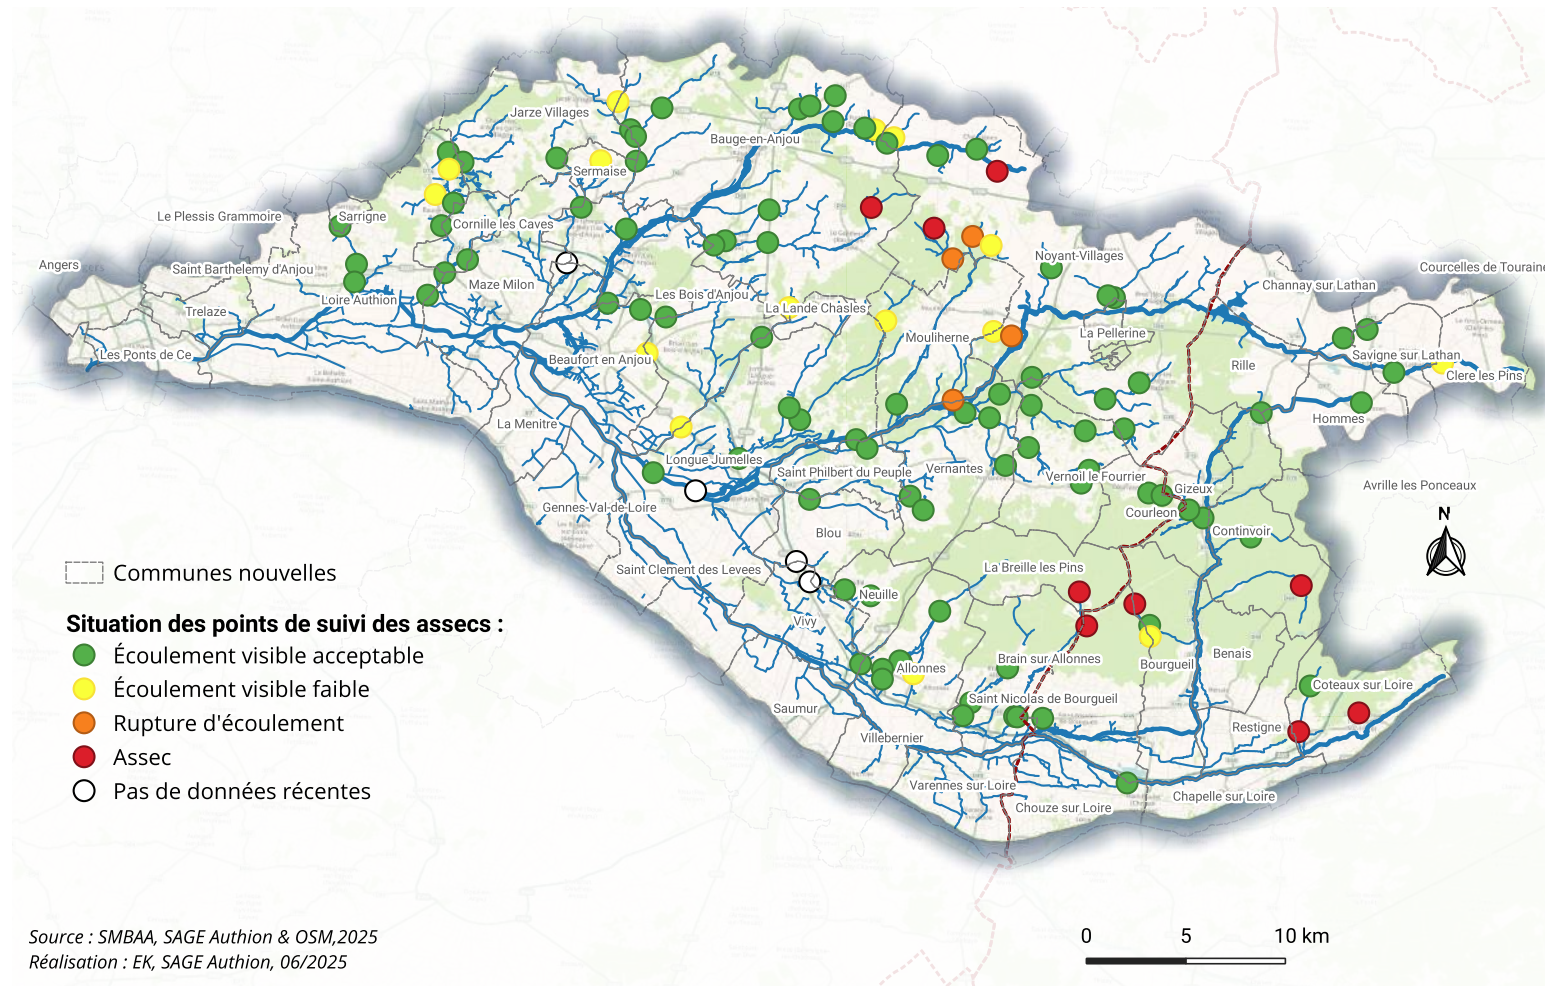 Jarze Villages
Bauge-en-Anjou
Sermaise
Le Plessis Grammoire
Sarrigne
Cornille les Caves
Angers
Saint Barthelemy d'Anjou
Maze Milon
Noyant-Villages
Courcelles de Touraine
Loire Authion
Les Bois d'Anjou
Channay sur Lathan
Trelaze
La Lande Chasles
Mouliherne
La Pellerine
Les Ponts de Ce
Beaufort en Anjou
Rille
Savigne sur Lathan
Clere les Pins
La Menitre
Hommes
Longue Jumelles
Saint Philbert du Peuple
Vernantes
Vernoil le Fourrier
Gizeux
Avrille les Ponceaux
Gennes-Val-de-Loire
Courleon
Blou
Continvoir
N
Saint Clement des Levees
La Breille les Pins
Neuille
Vivy
Allonnes
Brain sur Allonnes
Bourgueil
Benais
Coteaux sur Loire
Saumur
Saint Nicolas de Bourgueil
Restigne
Villebernier
Varennes sur Loire
Chouze sur Loire
Chapelle sur Loire
Communes nouvelles
Situation des points de suivi des assecs :
Écoulement visible acceptable
Écoulement visible faible
Rupture d'écoulement
Assec
Pas de données récentes
Source : SMBAA, SAGE Authion & OSM,2025
Réalisation : EK, SAGE Authion, 06/2025
0 5 10 km